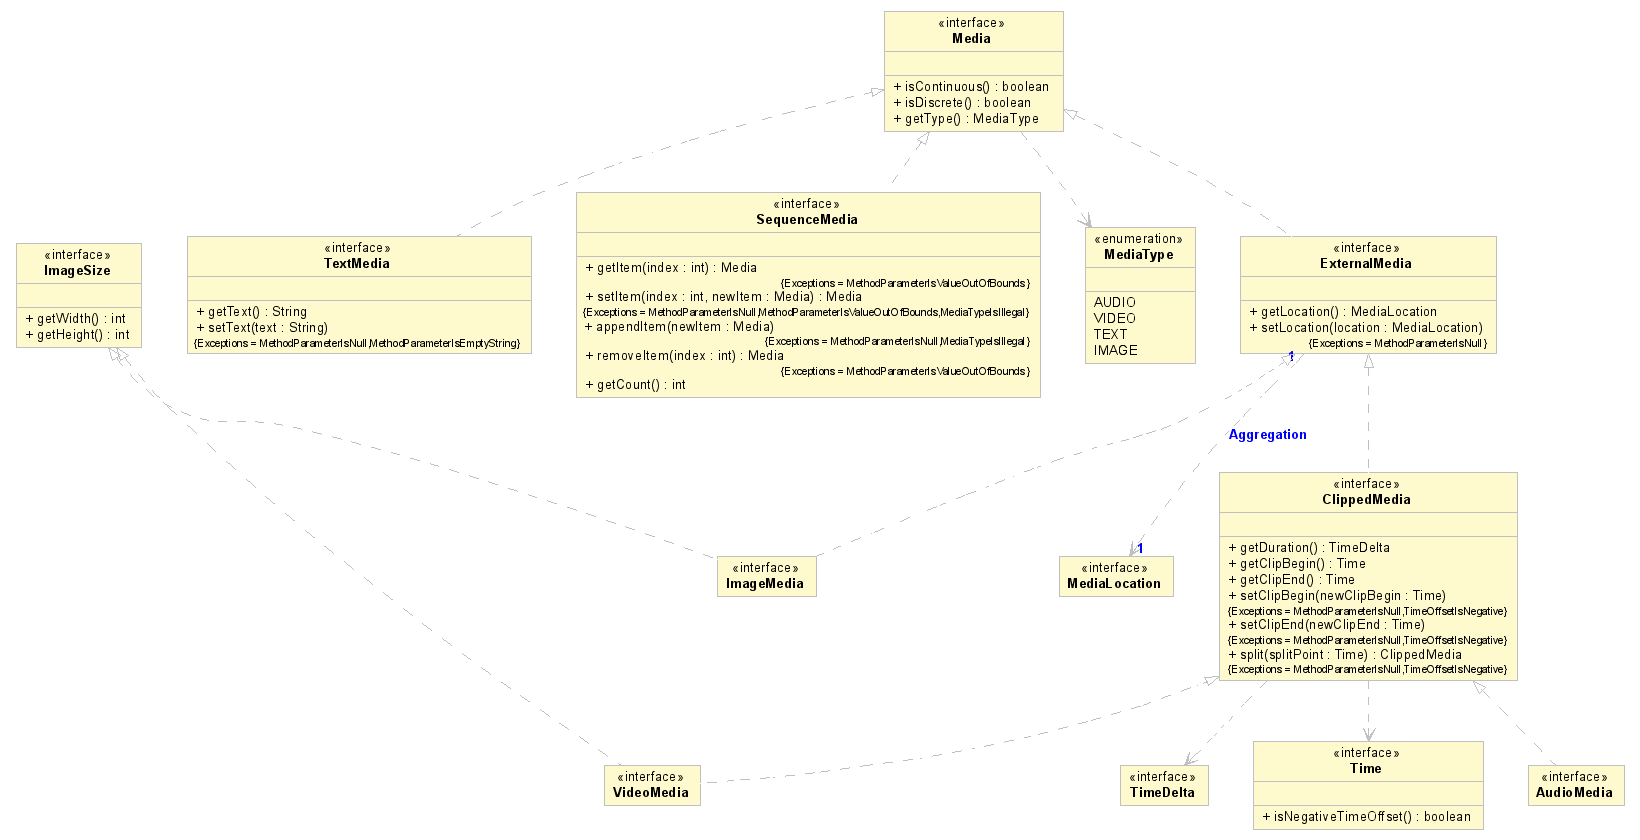 «interface»
Media
+ isContinuous() : boolean
+ isDiscrete() : boolean
+ getType() : MediaType
«interface»
ImageSize
+ getWidth() : int
+ getHeight() : int
«interface»
TextMedia
+ getText() : String
+ setText(text : String)
{Exceptions = MethodParameterIsNull,MethodParameterIsEmptyString}
«interface»
SequenceMedia
+ getItem(index : int) : Media
{Exceptions = MethodParameterIsValueOutOfBounds}
+ setItem(index : int, newItem : Media) : Media
{Exceptions = MethodParameterIsNull,MethodParameterIsValueOutOfBounds,MediaTypeIsIllegal}
+ appendItem(newItem : Media)
{Exceptions = MethodParameterIsNull,MediaTypeIsIllegal}
+ removeItem(index : int) : Media
{Exceptions = MethodParameterIsValueOutOfBounds}
+ getCount() : int
«enumeration»
MediaType
AUDIO
VIDEO
TEXT
IMAGE
«interface»
ExternalMedia
+ getLocation() : MediaLocation
+ setLocation(location : MediaLocation)
{Exceptions = MethodParameterIsNull}
1
Aggregation
1
«interface»
ImageMedia
«interface»
MediaLocation
«interface»
ClippedMedia
+ getDuration() : TimeDelta
+ getClipBegin() : Time
+ getClipEnd() : Time
+ setClipBegin(newClipBegin : Time)
{Exceptions = MethodParameterIsNull,TimeOffsetIsNegative}
+ setClipEnd(newClipEnd : Time)
{Exceptions = MethodParameterIsNull,TimeOffsetIsNegative}
+ split(splitPoint : Time) : ClippedMedia
{Exceptions = MethodParameterIsNull,TimeOffsetIsNegative}
«interface»
VideoMedia
«interface»
TimeDelta
«interface»
Time
+ isNegativeTimeOffset() : boolean
«interface»
AudioMedia